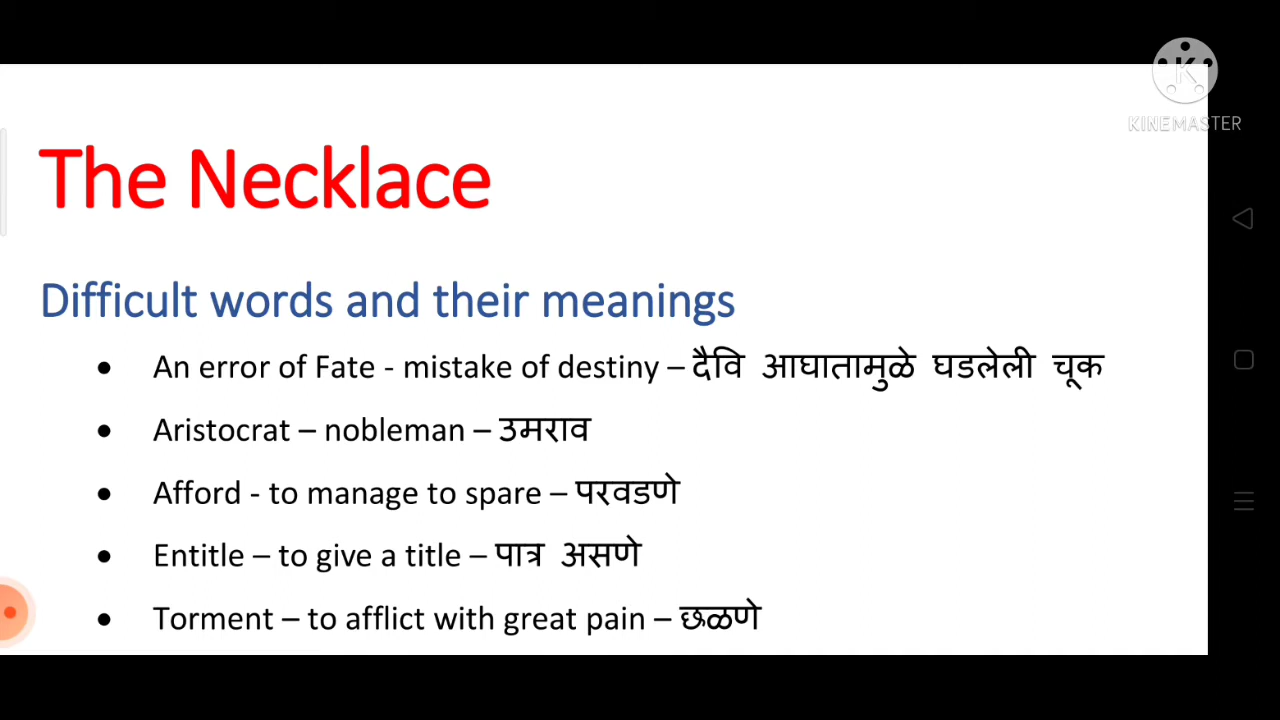 KINEMASTER
The Necklace
Difficult words and their meanings
• An error of Fate - mistake of destiny – दैवि आघातामुळे घडलेली चूक
• Aristocrat – nobleman – उमराव
• Afford - to manage to spare – परवडणे
• Entitle – to give a title – पात्र असणे
• Torment – to afflict with great pain – छळणे